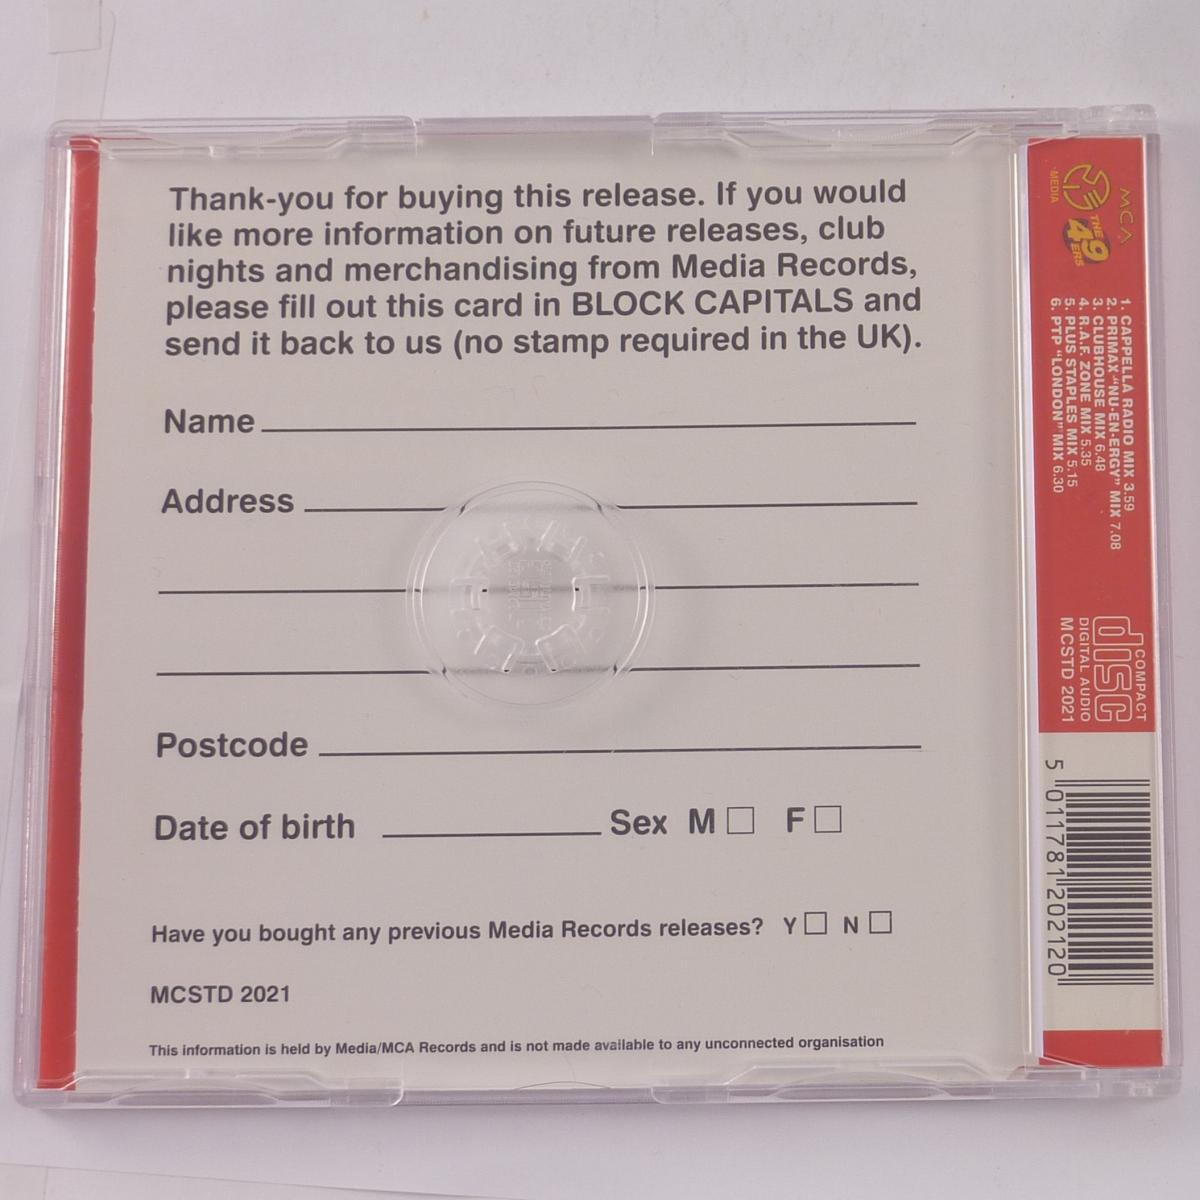 Thank-you for buying this release. If you would
like more information on future releases, club
nights and merchandising from Media Records,
please fill out this card in BLOCK CAPITALS and
send it back to us (no stamp required in the UK).
Name
Address
Postcode
Date of birth Sex M F
Have you bought any previous Media Records releases? Y N
MCSTD 2021
This information is held by Media/MCA Records and is not made available to any unconnected organisation
MCA
MEDIA
THE
49
ERS
1. CAPPELLA RADIO MIX 3.59
2. PRIMAX "NU-EN-ERGY" MIX 7.08
3. CLUBHOUSE MIX 6.48
4. R.A.F. ZONE MIX 5.35
5. PLUS STAPLES MIX 5.15
6. PTP "LONDON" MIX 6.30
COMPACT
disc
DIGITAL AUDIO
MCSTD 2021
5 011781 202120